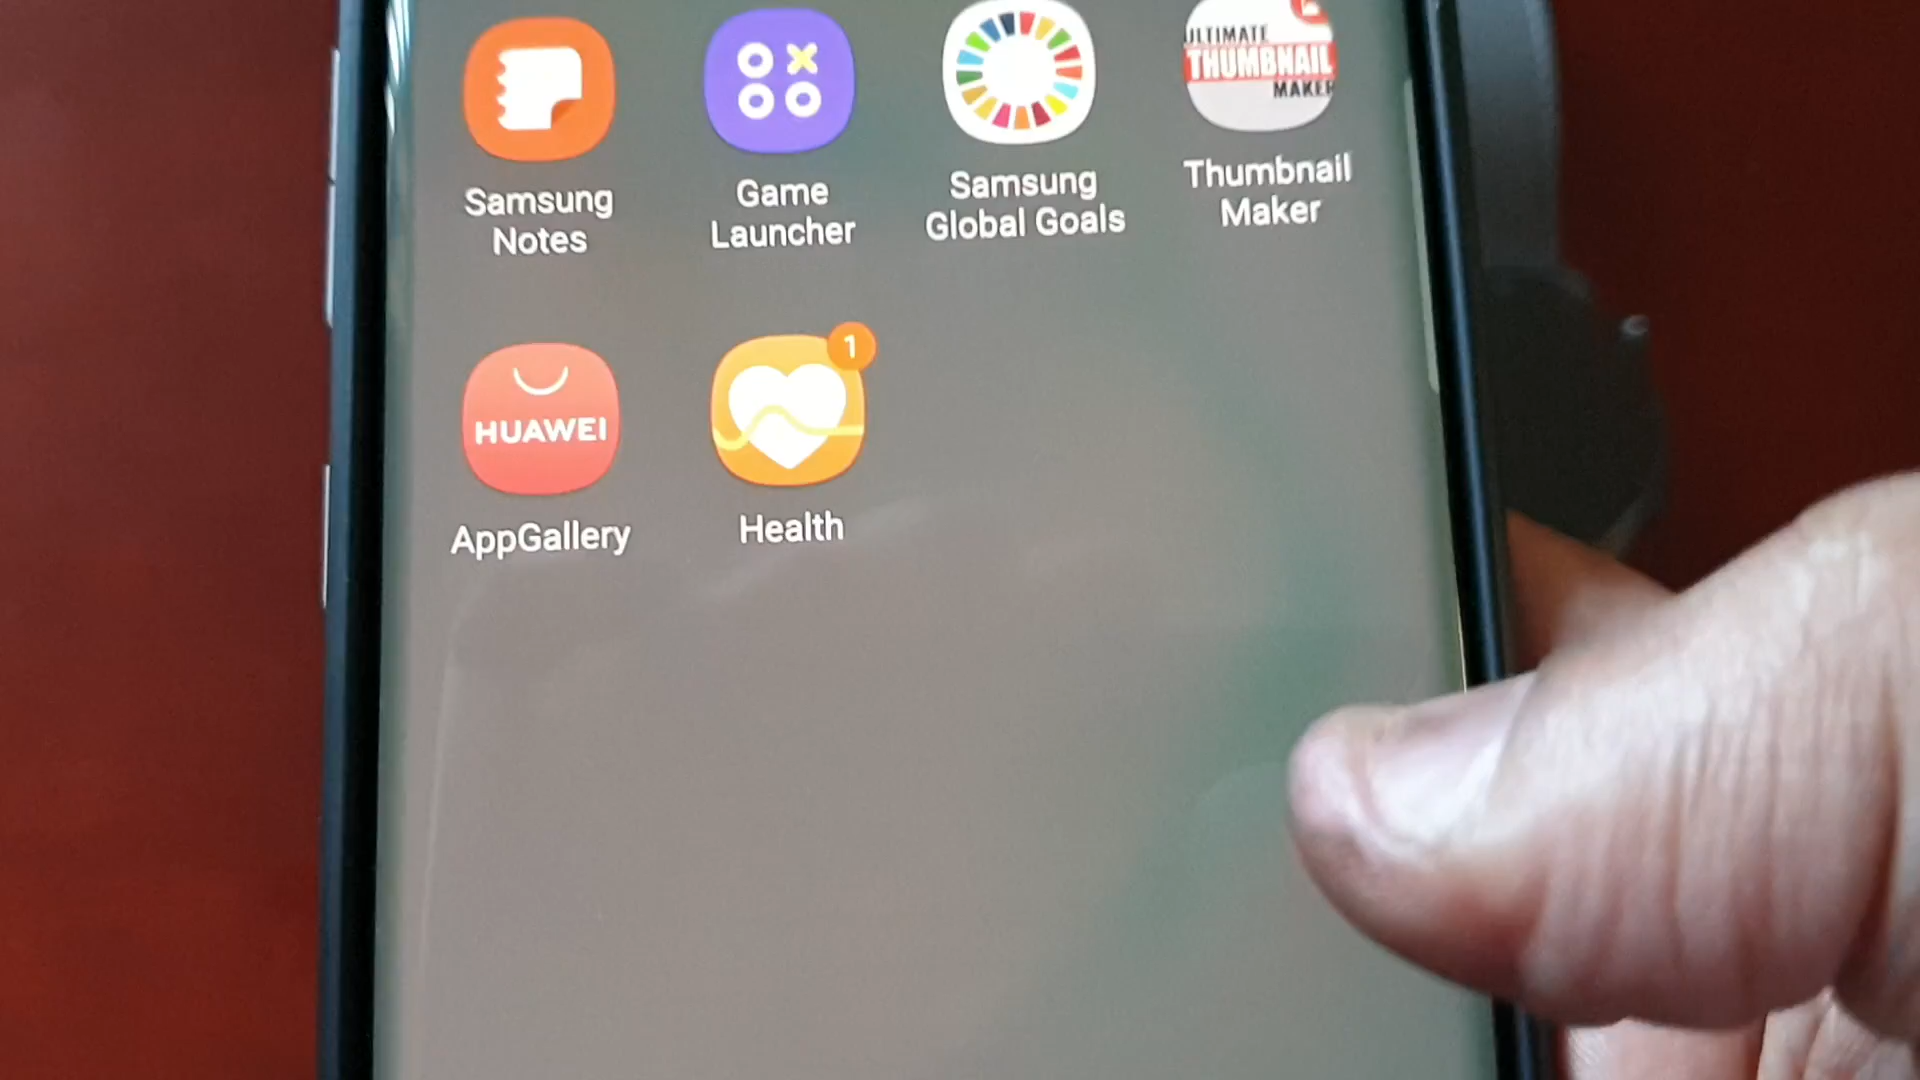 ULTIMATE
THUMBNAIL
MAKER
Samsung
Notes
Game
Launcher
Samsung
Global Goals
Thumbnail
Maker
HUAWEI
1
AppGallery
Health